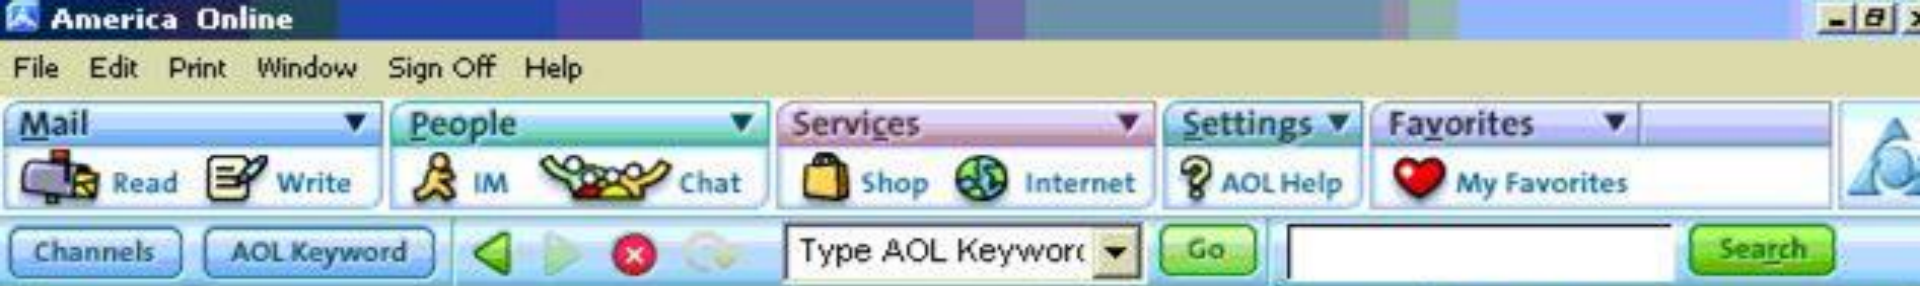 America Online
File Edit Print Window Sign Off Help
Mail People Services Settings Favorites
Read Write IM Chat Shop Internet AOL Help My Favorites
Channels AOL Keyword Type AOL Keyword Go Search